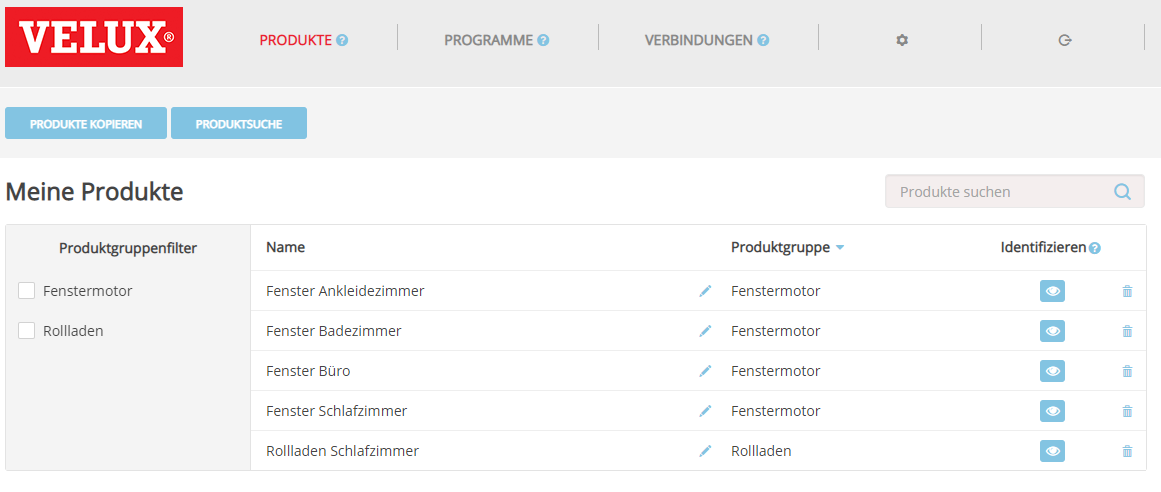 VELUX®
PRODUKTE ? PROGRAMME ? VERBINDUNGEN ?
PRODUKTE KOPIEREN PRODUKTSUCHE
Meine Produkte Produkte suchen
Produktgruppenfilter Name Produktgruppe Identifizieren ?
Fenstermotor Fenster Ankleidezimmer Fenstermotor
Rollladen Fenster Badezimmer Fenstermotor
Fenster Büro Fenstermotor
Fenster Schlafzimmer Fenstermotor
Rollladen Schlafzimmer Rollladen